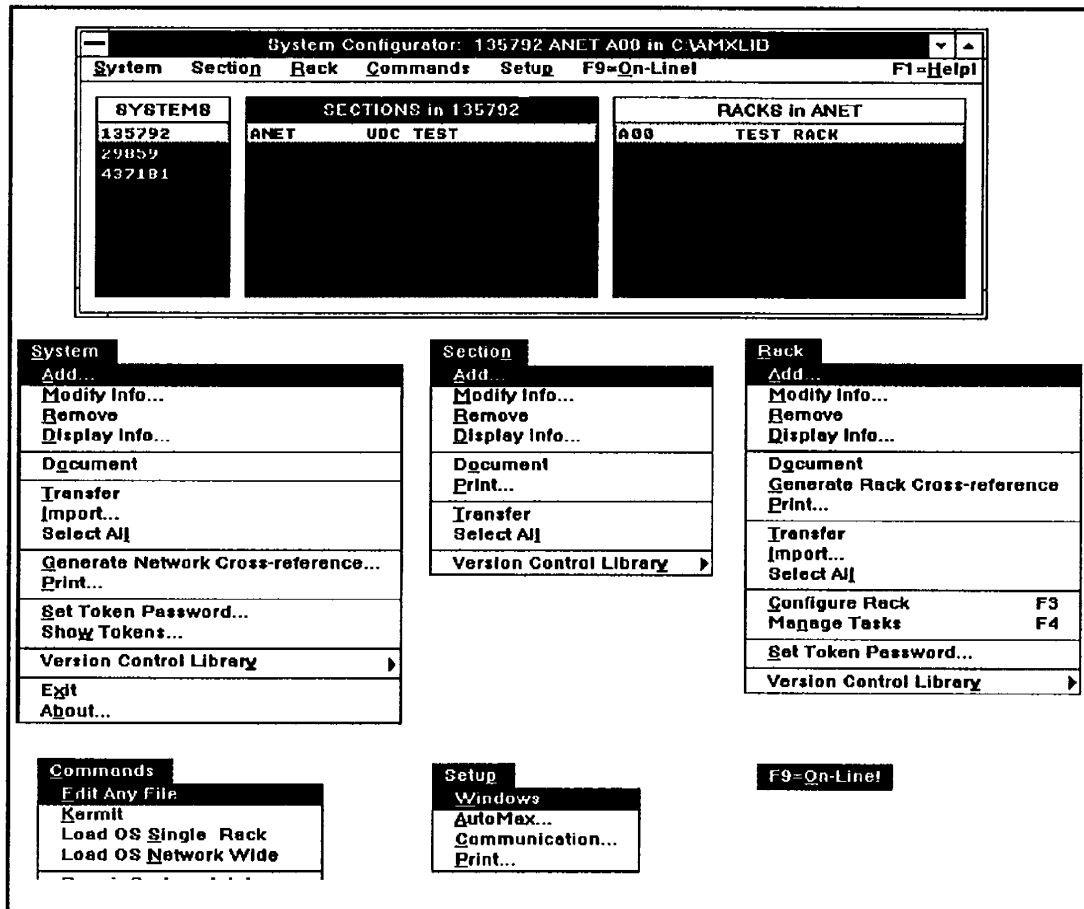 System Configurator: 135792 ANET A00 in C:\AMXLIB
System Section Rack Commands Setup F9=On-Line! F1=Help!
SYSTEMS
135792
29859
437181
SECTIONS in 135792
ANET UDC TEST
RACKS in ANET
A00 TEST RACK
System
Add...
Modify Info...
Remove
Display Info...
Document
Transfer
Import...
Select All
Generate Network Cross-reference...
Print...
Set Token Password...
Show Tokens...
Version Control Library
Exit
About...
Section
Add...
Modify Info...
Remove
Display Info...
Document
Print...
Transfer
Select All
Version Control Library
Rack
Add...
Modify Info...
Remove
Display Info...
Document
Generate Rack Cross-reference
Print...
Transfer
Import...
Select All
Configure Rack F3
Manage Tasks F4
Set Token Password...
Version Control Library
Commands
Edit Any File
Kermit
Load OS Single Rack
Load OS Network Wide
Setup
Windows
AutoMax...
Communication...
Print...
F9=On-Line!